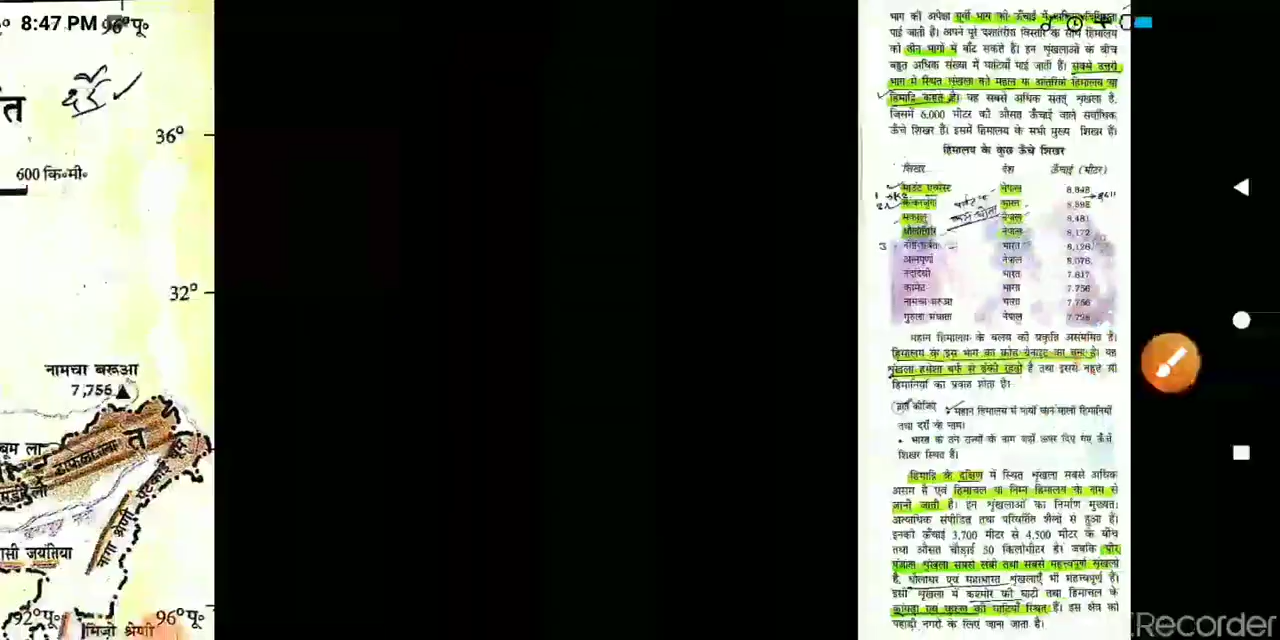 8:47 PM 96°पू॰
दर्रे
त
36°
600 कि॰मी॰
32°
नामचा बरूआ
7,756
बूम ला
त
डाफाबूम
पटकाई बूम
नागा श्रेणी
सी जयंतिया
92°पू॰
96°पू॰
मिज़ो श्रेणी
भाग की अपेक्षा पूर्वी भाग की ऊँचाई में
पाई जाती है। अपने पूरे देशांतरीय विस्तार के साथ हिमालय
को तीन भागों में बाँट सकते हैं। इन शृंखलाओं के बीच
बहुत अधिक संख्या में घाटियाँ पाई जाती हैं। सबसे उत्तरी
भाग में स्थित शृंखला को महान या आंतरिक हिमालय या
हिमाद्रि कहते हैं। यह सबसे अधिक सतत् शृंखला है,
जिसमें 6,000 मीटर की औसत ऊँचाई वाले सर्वाधिक
ऊँचे शिखर हैं। इसमें हिमालय के सभी मुख्य शिखर हैं।
हिमालय के कुछ ऊँचे शिखर
शिखर देश ऊँचाई (मीटर)
माउंट एवरेस्ट नेपाल 8,848
कंचनजुंगा भारत 8,598
मकालु नेपाल 8,481
धौलागिरि नेपाल 8,172
नंगा पर्वत भारत 8,126
अन्नपूर्णा नेपाल 8,078
नंदादेवी भारत 7,817
कामेट भारत 7,756
नामचा बरुआ भारत 7,756
गुरुला मंधाता नेपाल 7,728
महान हिमालय के वलय की प्रकृति असममित है।
हिमालय के इस भाग का क्रोड ग्रेनाइट का बना है। यह
शृंखला हमेशा बर्फ से ढँकी रहती है तथा इससे बहुत सी
हिमानियों का प्रवाह होता है।
ज्ञात कीजिए • महान हिमालय में पायी जाने वाली हिमानियों
तथा दर्रों के नाम।
• भारत के उन राज्यों के नाम जहाँ ऊपर दिए गए ऊँचे
शिखर स्थित हैं।
हिमाद्रि के दक्षिण में स्थित शृंखला सबसे अधिक
असम है एवं हिमाचल या निम्न हिमालय के नाम से
जानी जाती है। इन शृंखलाओं का निर्माण मुख्यतः
अत्याधिक संपीडित तथा परिवर्तित शैलों से हुआ है।
इनकी ऊँचाई 3,700 मीटर से 4,500 मीटर के बीच
तथा औसत चौड़ाई 50 किलोमीटर है। जबकि पीर
पंजाल शृंखला सबसे लंबी तथा सबसे महत्त्वपूर्ण शृंखला
है, धौलाधर एवं महाभारत शृंखलाएँ भी महत्त्वपूर्ण हैं।
इसी शृंखला में कश्मीर की घाटी तथा हिमाचल के
कांगड़ा एवं कुल्लू की घाटियाँ स्थित हैं। इस क्षेत्र को
पहाड़ी नगरों के लिए जाना जाता है।
RECorder